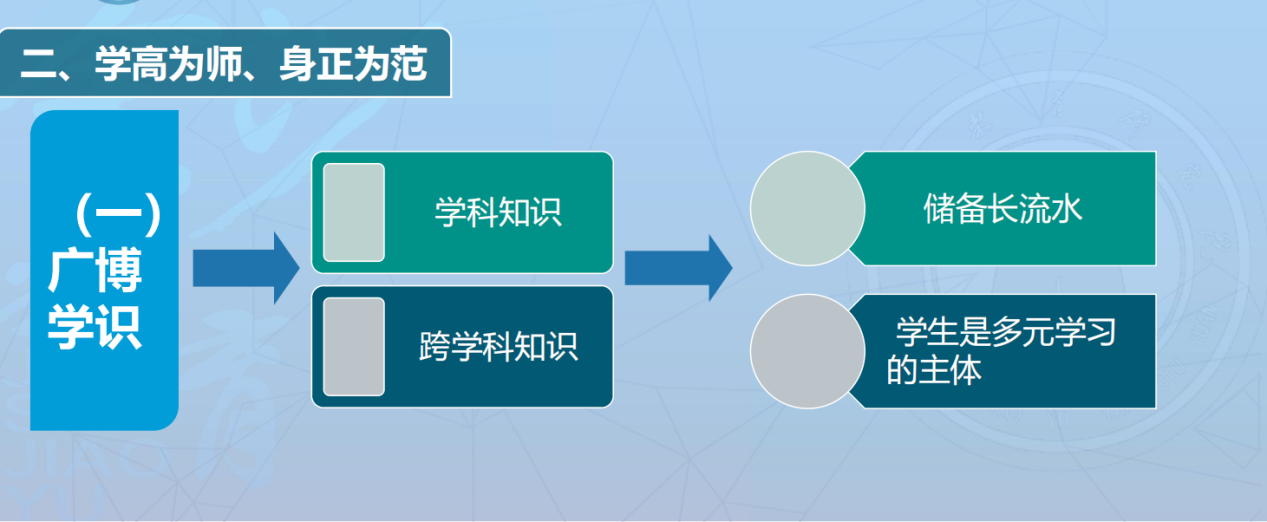 二、学高为师、身正为范
（一）
广博
学识
学科知识
跨学科知识
储备长流水
学生是多元学习
的主体
JIAO
YU